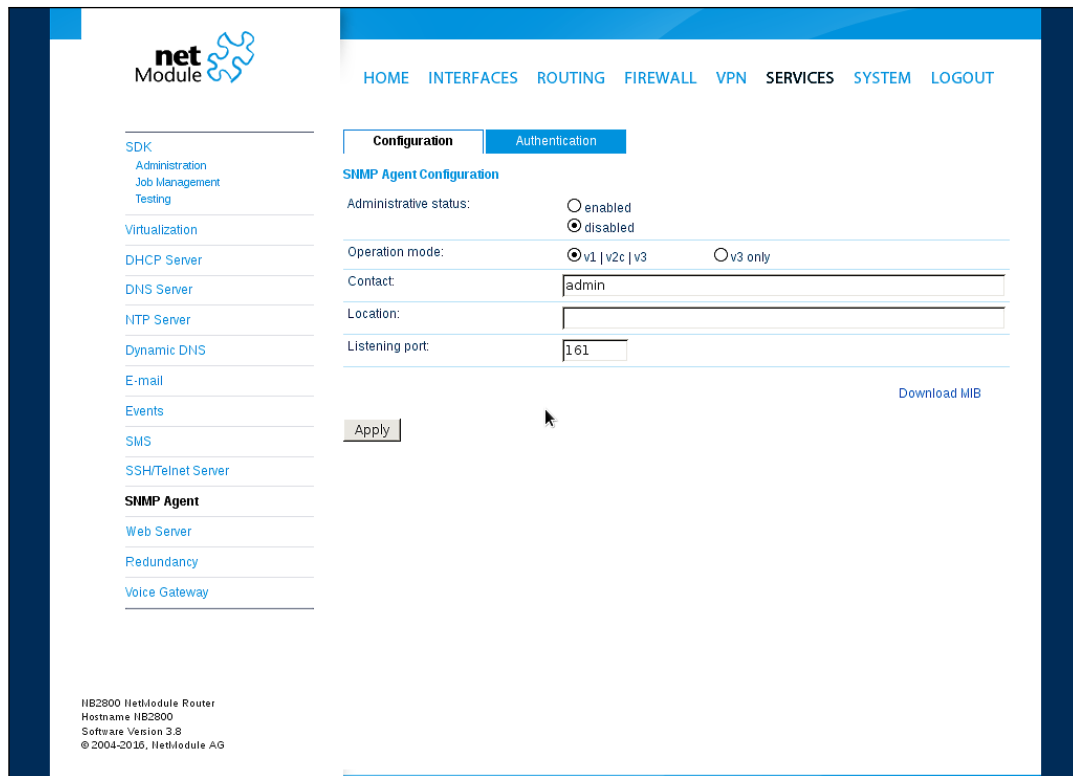 net
Module
HOME INTERFACES ROUTING FIREWALL VPN SERVICES SYSTEM LOGOUT
SDK
Administration
Job Management
Testing
Virtualization
DHCP Server
DNS Server
NTP Server
Dynamic DNS
E-mail
Events
SMS
SSH/Telnet Server
SNMP Agent
Web Server
Redundancy
Voice Gateway
Configuration Authentication
SNMP Agent Configuration
Administrative status: enabled
disabled
Operation mode: v1 | v2c | v3 v3 only
Contact: admin
Location:
Listening port: 161
Download MIB
Apply
NB2800 NetModule Router
Hostname NB2800
Software Version 3.8
© 2004-2016, NetModule AG